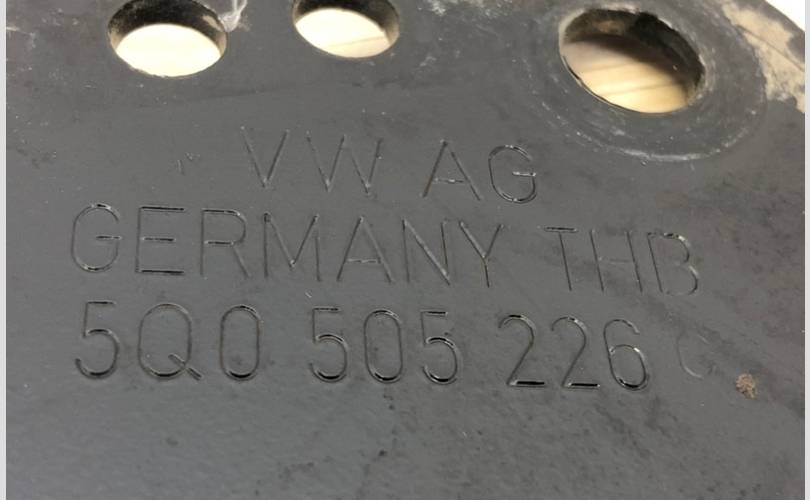 VW AG
GERMANY THB
5Q0 505 226 C